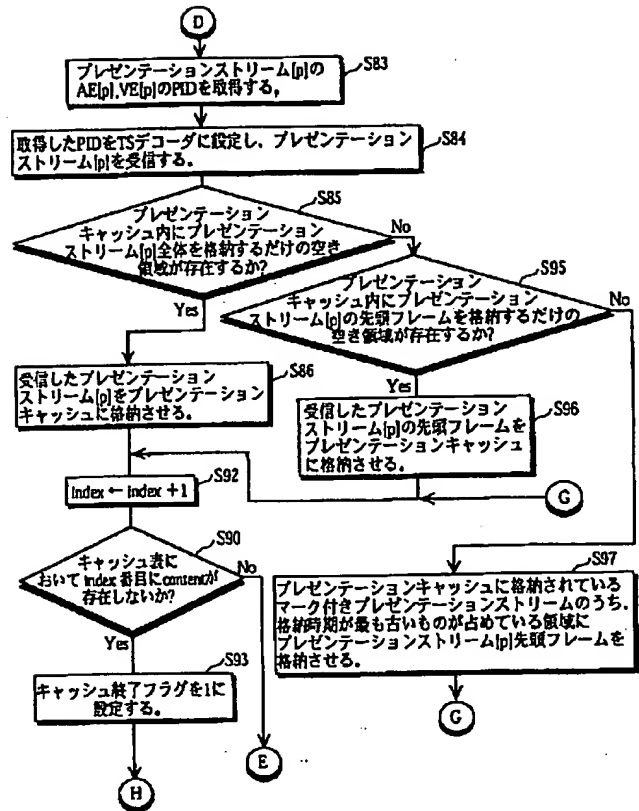 D
プレゼンテーションストリーム[p]の
AE[p],VE[p]のPIDを取得する。
S83
取得したPIDをTSデコーダに設定し、プレゼンテーション
ストリーム[p]を受信する。
S84
S85
プレゼンテーション
キャッシュ内にプレゼンテーション
ストリーム[p]全体を格納するだけの空き
領域が存在するか?
No
Yes
S95
プレゼンテーション
キャッシュ内にプレゼンテーション
ストリーム[p]の先頭フレームを格納するだけの
空き領域が存在するか?
No
Yes
S86
受信したプレゼンテーション
ストリーム[p]をプレゼンテーション
キャッシュに格納させる。
S96
受信したプレゼンテーション
ストリーム[p]の先頭フレームを
プレゼンテーションキャッシュ
に格納させる。
S92
index ← index +1
G
S90
キャッシュ表に
おいて index 番目にcontentが
存在しないか?
No
Yes
S97
プレゼンテーションキャッシュに格納されている
マーク付きプレゼンテーションストリームのうち、
格納時期が最も古いものが占めている領域に
プレゼンテーションストリーム[p]先頭フレームを
格納させる。
S93
キャッシュ終了フラグを1に
設定する。
G
E
H